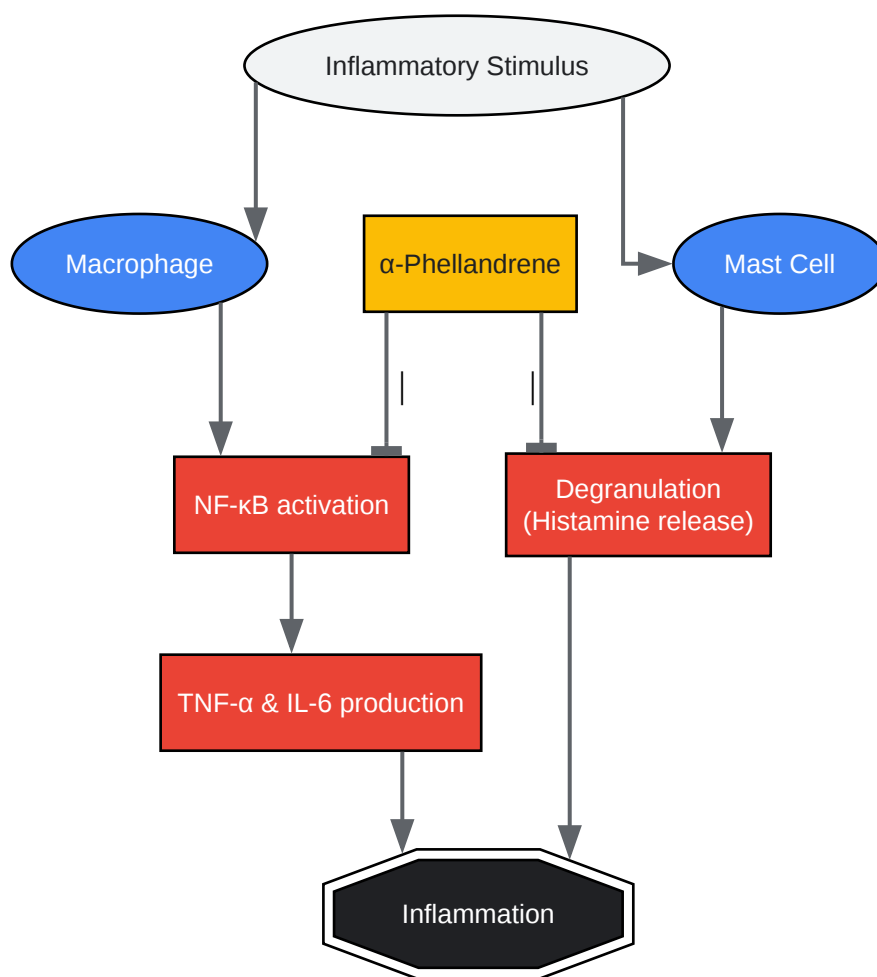 Inflammatory Stimulus
Macrophage
α-Phellandrene
Mast Cell
|
|
NF-κB activation
Degranulation
(Histamine release)
TNF-α & IL-6 production
Inflammation